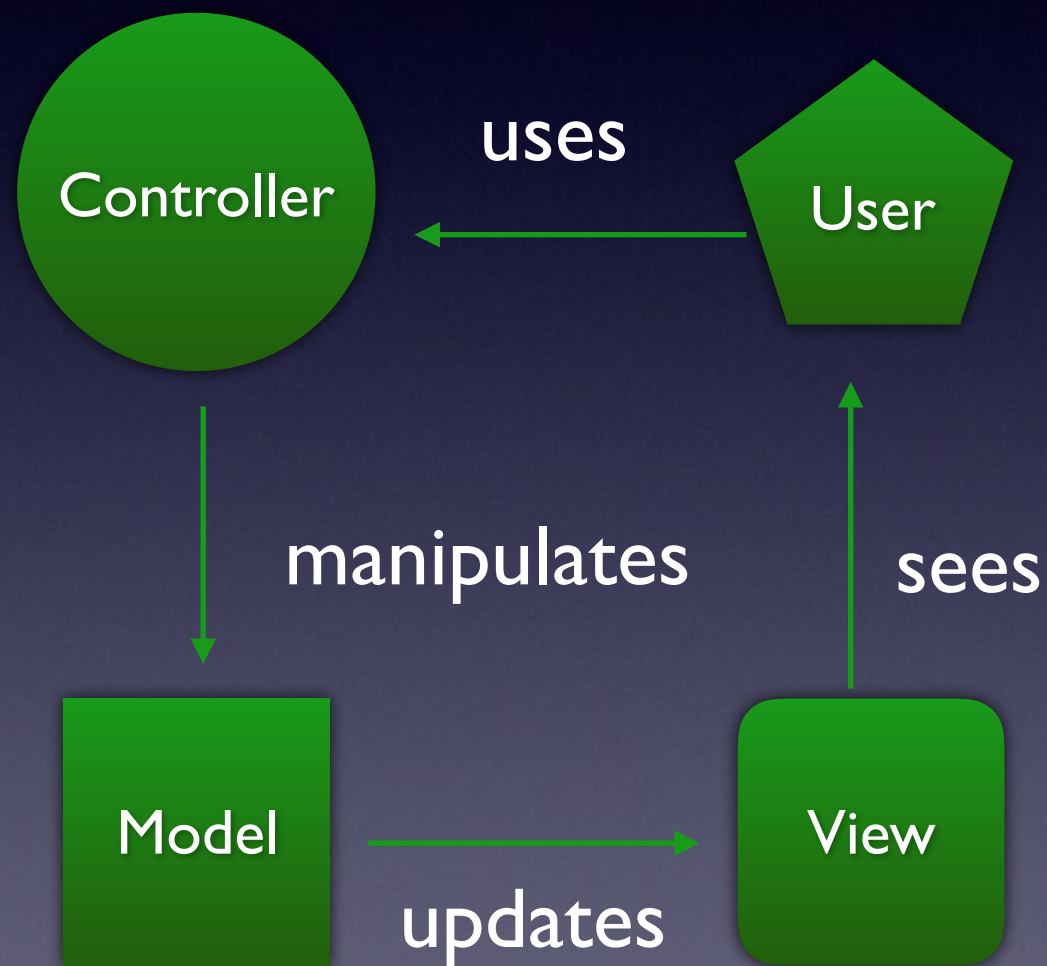 uses
Controller
User
manipulates
sees
Model
View
updates